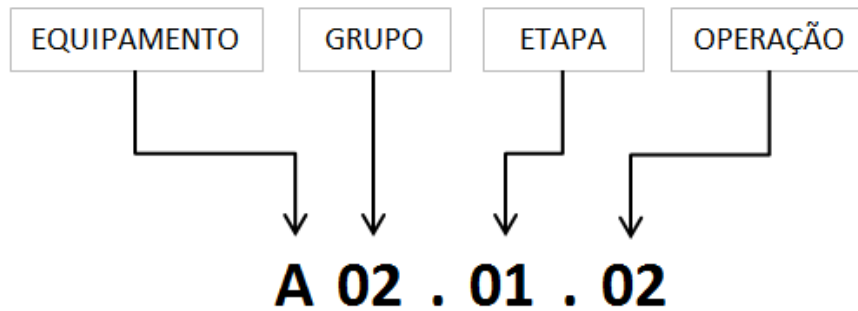 EQUIPAMENTO GRUPO ETAPA OPERAÇÃO
A 02 . 01 . 02